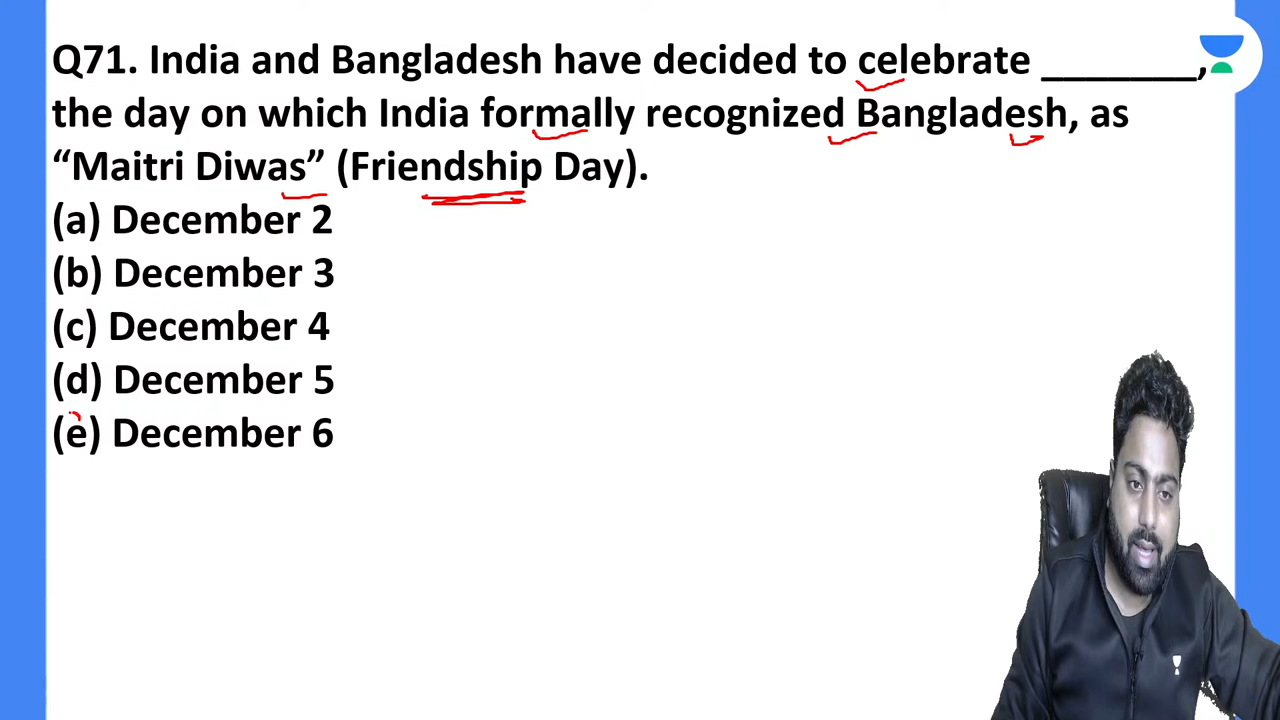 Q71. India and Bangladesh have decided to celebrate _______,
the day on which India formally recognized Bangladesh, as
“Maitri Diwas” (Friendship Day).
(a) December 2
(b) December 3
(c) December 4
(d) December 5
(e) December 6